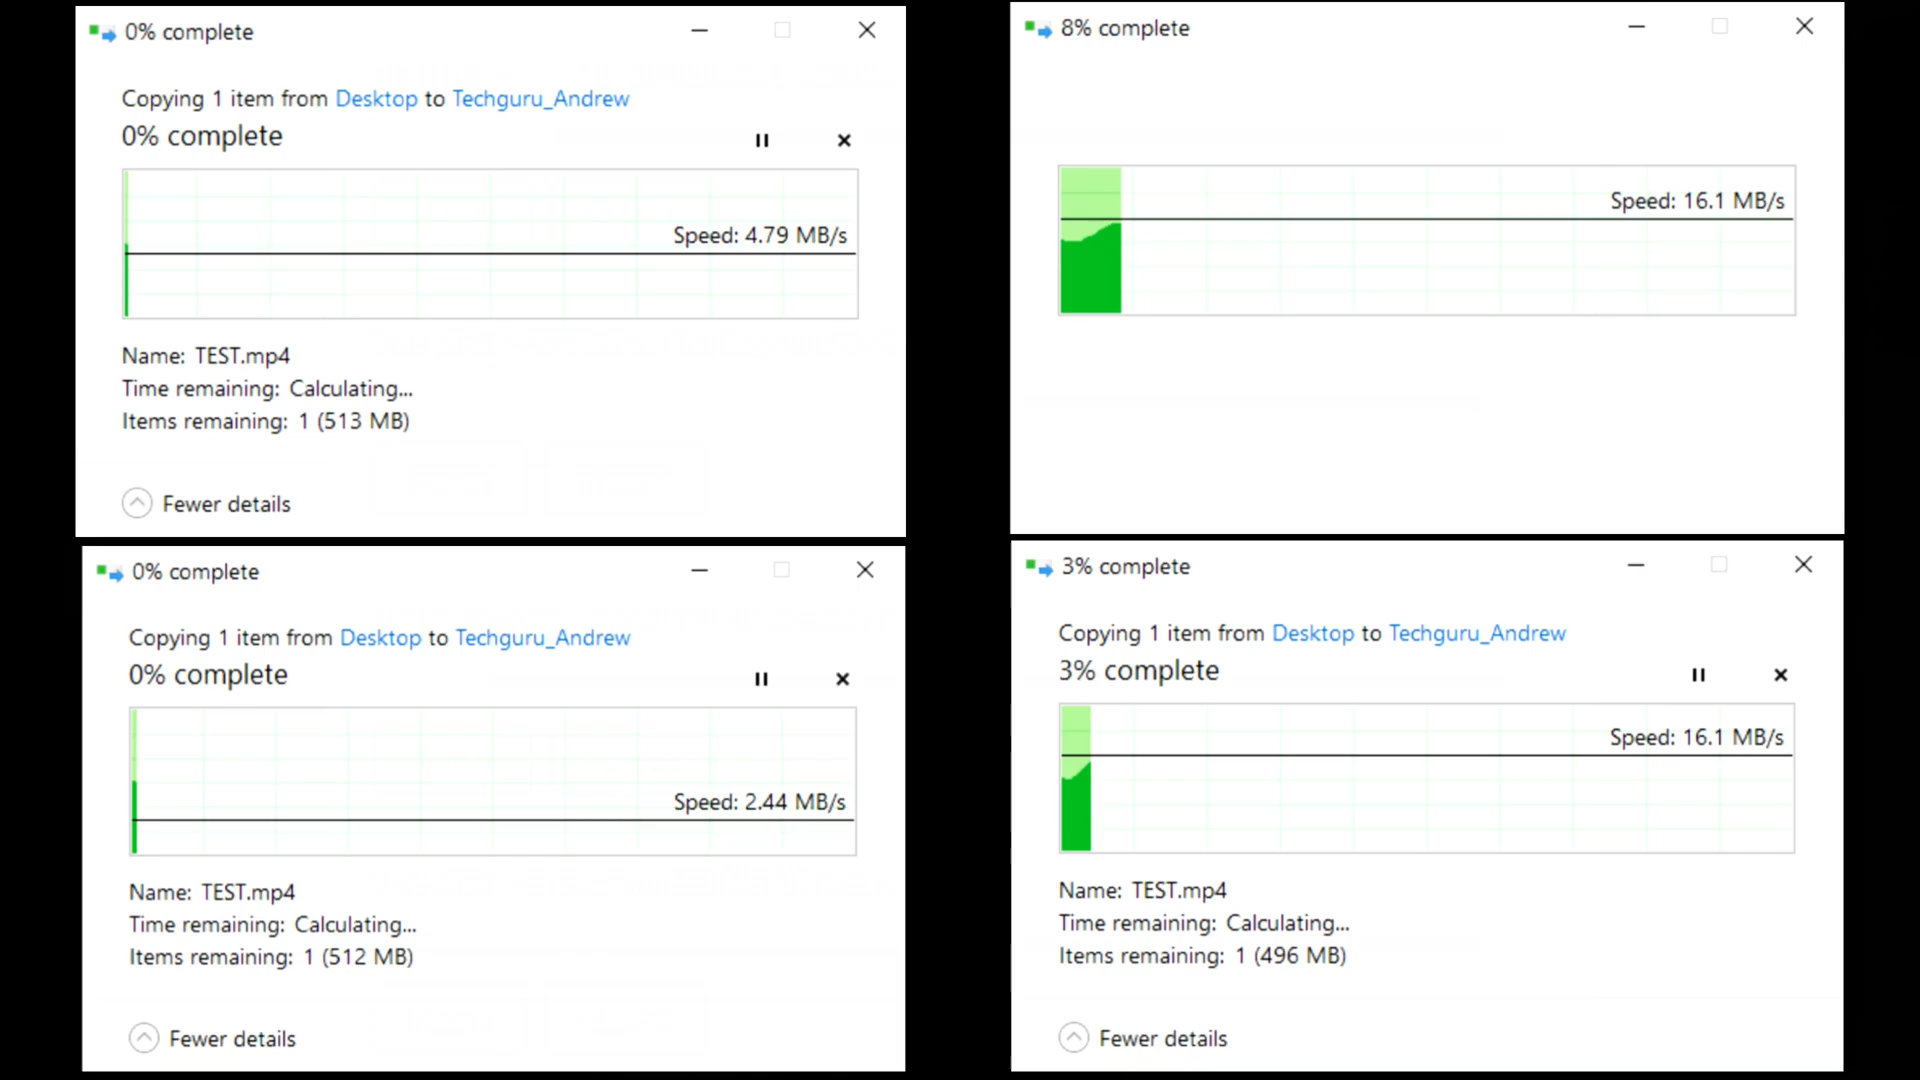 0% complete
Copying 1 item from Desktop to Techguru_Andrew
0% complete
Speed: 4.79 MB/s
Name: TEST.mp4
Time remaining: Calculating...
Items remaining: 1 (513 MB)
Fewer details
8% complete
Speed: 16.1 MB/s
0% complete
Copying 1 item from Desktop to Techguru_Andrew
0% complete
Speed: 2.44 MB/s
Name: TEST.mp4
Time remaining: Calculating...
Items remaining: 1 (512 MB)
Fewer details
3% complete
Copying 1 item from Desktop to Techguru_Andrew
3% complete
Speed: 16.1 MB/s
Name: TEST.mp4
Time remaining: Calculating...
Items remaining: 1 (496 MB)
Fewer details